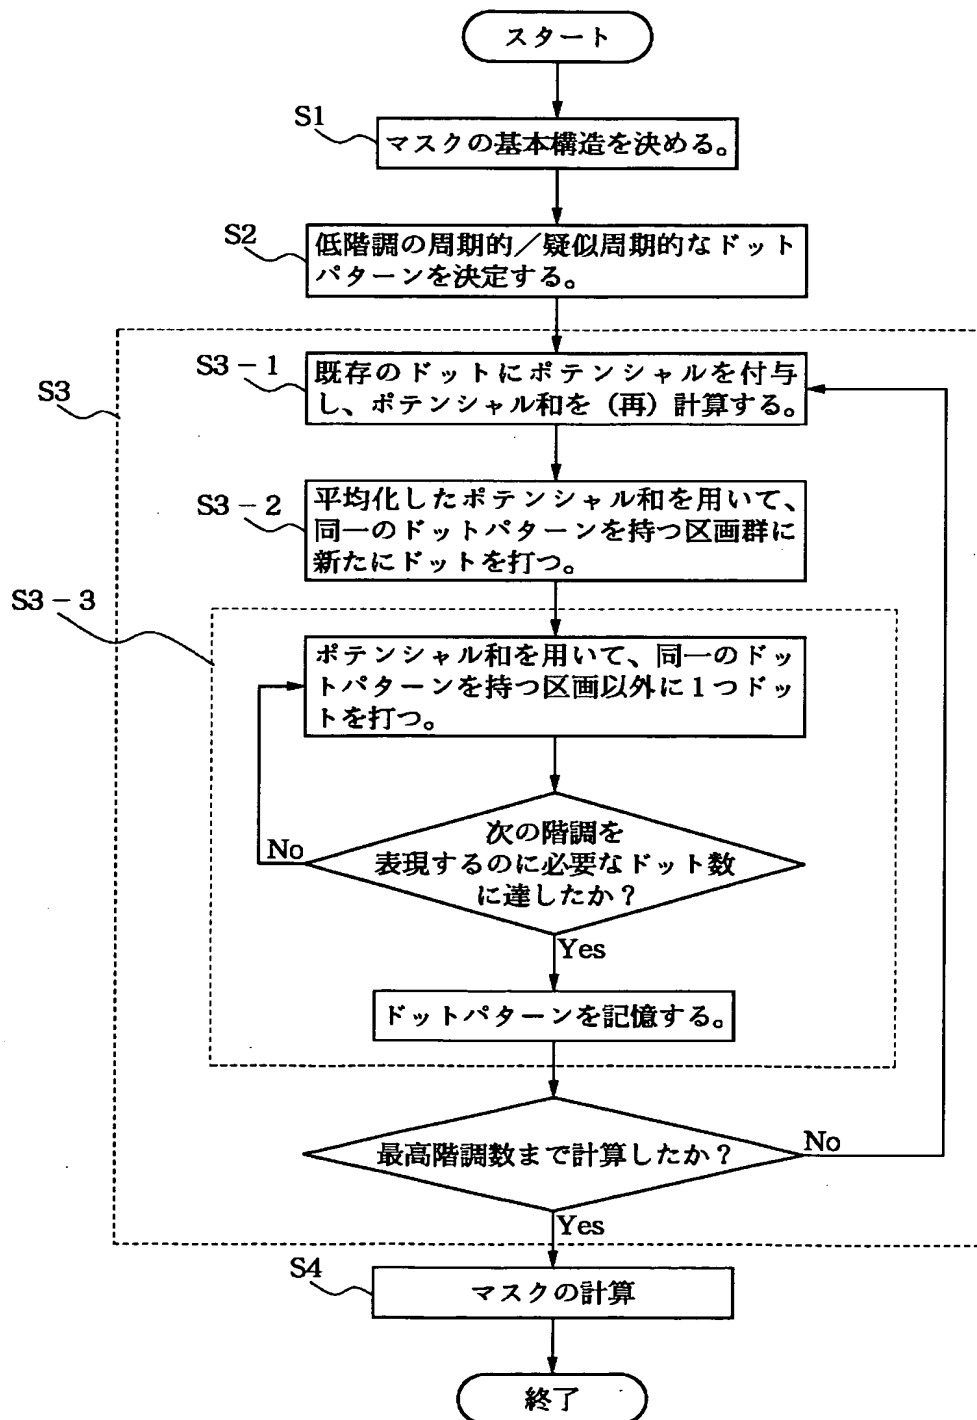 スタート
S1
マスクの基本構造を決める。
S2
低階調の周期的／疑似周期的なドット
パターンを決定する。
S3
S3－1
既存のドットにポテンシャルを付与
し、ポテンシャル和を（再）計算する。
S3－2
平均化したポテンシャル和を用いて、
同一のドットパターンを持つ区画群に
新たにドットを打つ。
S3－3
ポテンシャル和を用いて、同一のドッ
トパターンを持つ区画以外に１つドット
を打つ。
次の階調を
表現するのに必要なドット数
に達したか？
No
Yes
ドットパターンを記憶する。
最高階調数まで計算したか？
No
Yes
S4
マスクの計算
終了